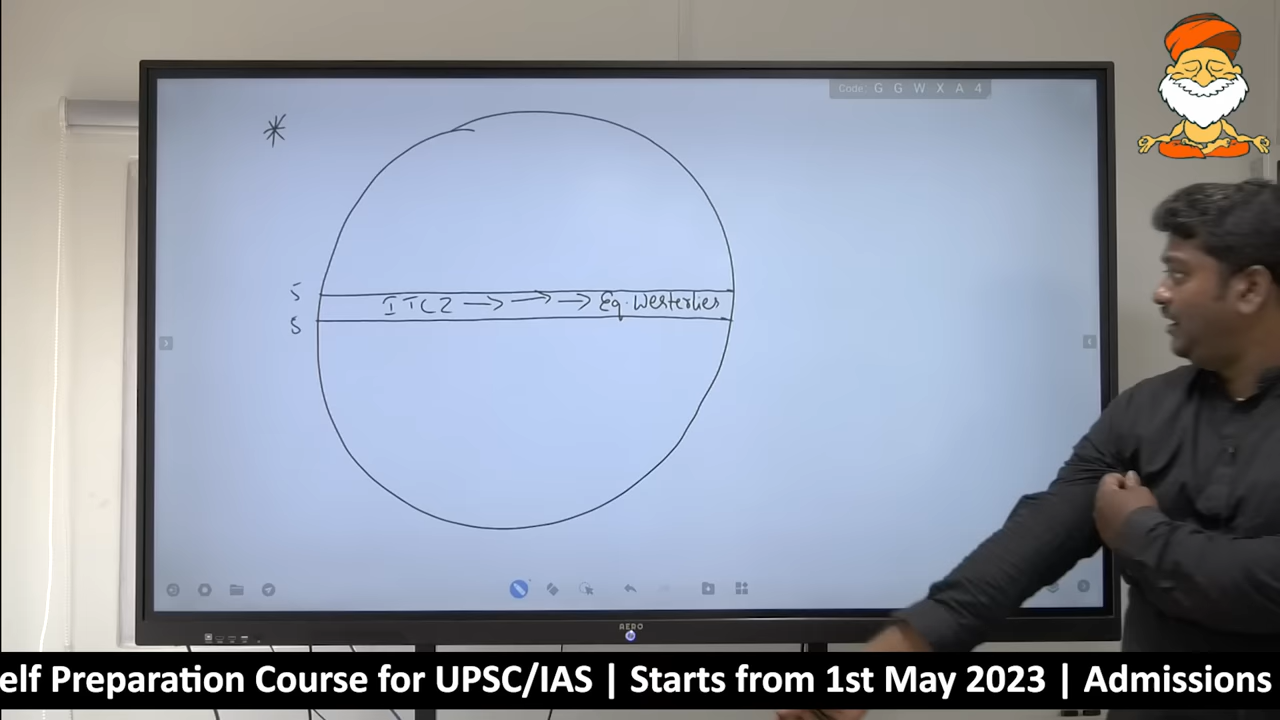 Code: G G W X A 4
*
5
ITCZ → → → Eq. Westerlies
5
AERO
elf Preparation Course for UPSC/IAS | Starts from 1st May 2023 | Admissions